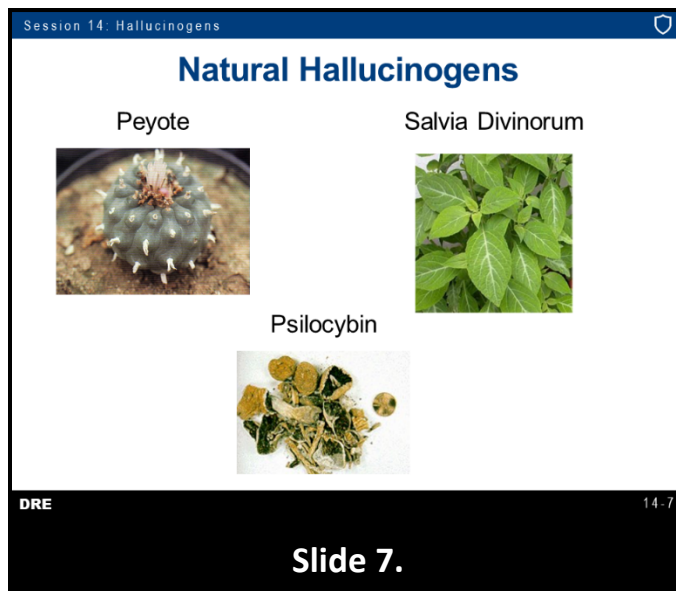 Session 14: Hallucinogens
Natural Hallucinogens
Peyote
Salvia Divinorum
Psilocybin
DRE
14-7
Slide 7.